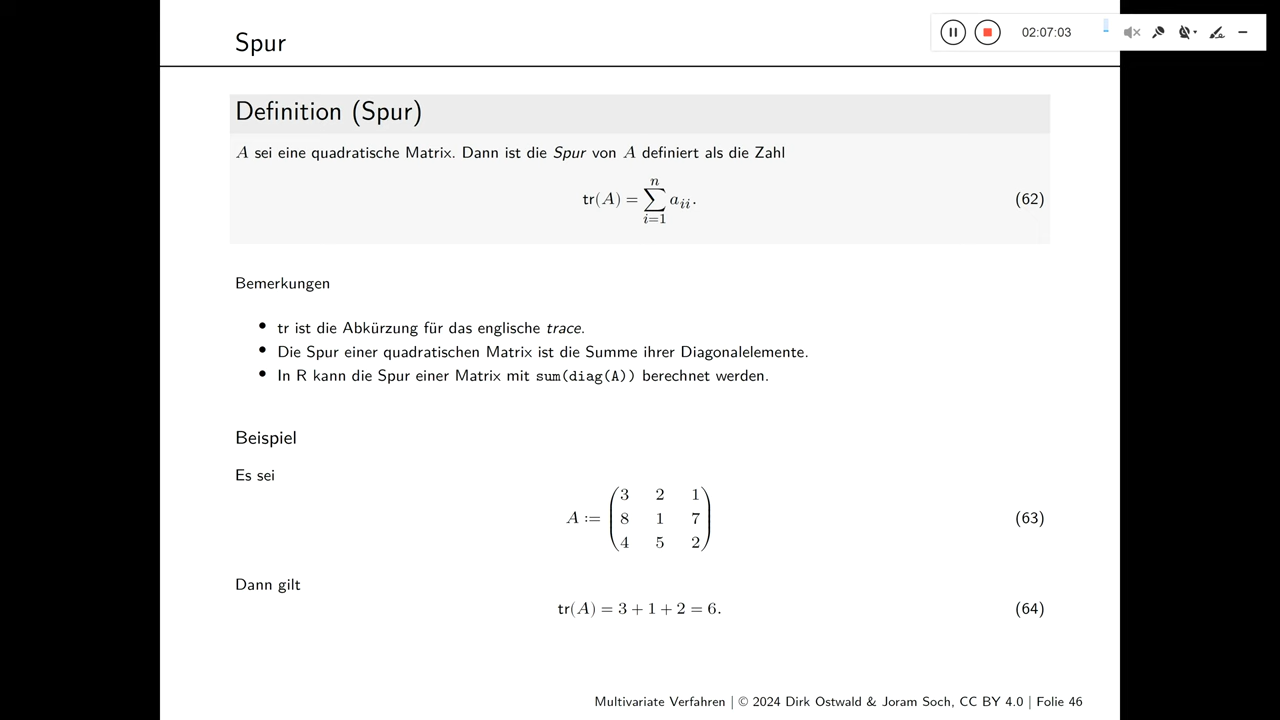 Spur
02:07:03
Definition (Spur)
A sei eine quadratische Matrix. Dann ist die Spur von A definiert als die Zahl
tr(A) = ∑_{i=1}^{n} a_{ii}. (62)
Bemerkungen
• tr ist die Abkürzung für das englische trace.
• Die Spur einer quadratischen Matrix ist die Summe ihrer Diagonalelemente.
• In R kann die Spur einer Matrix mit sum(diag(A)) berechnet werden.
Beispiel
Es sei
3 2 1
A := 8 1 7 (63)
4 5 2
Dann gilt
tr(A) = 3 + 1 + 2 = 6. (64)
Multivariate Verfahren | © 2024 Dirk Ostwald & Joram Soch, CC BY 4.0 | Folie 46